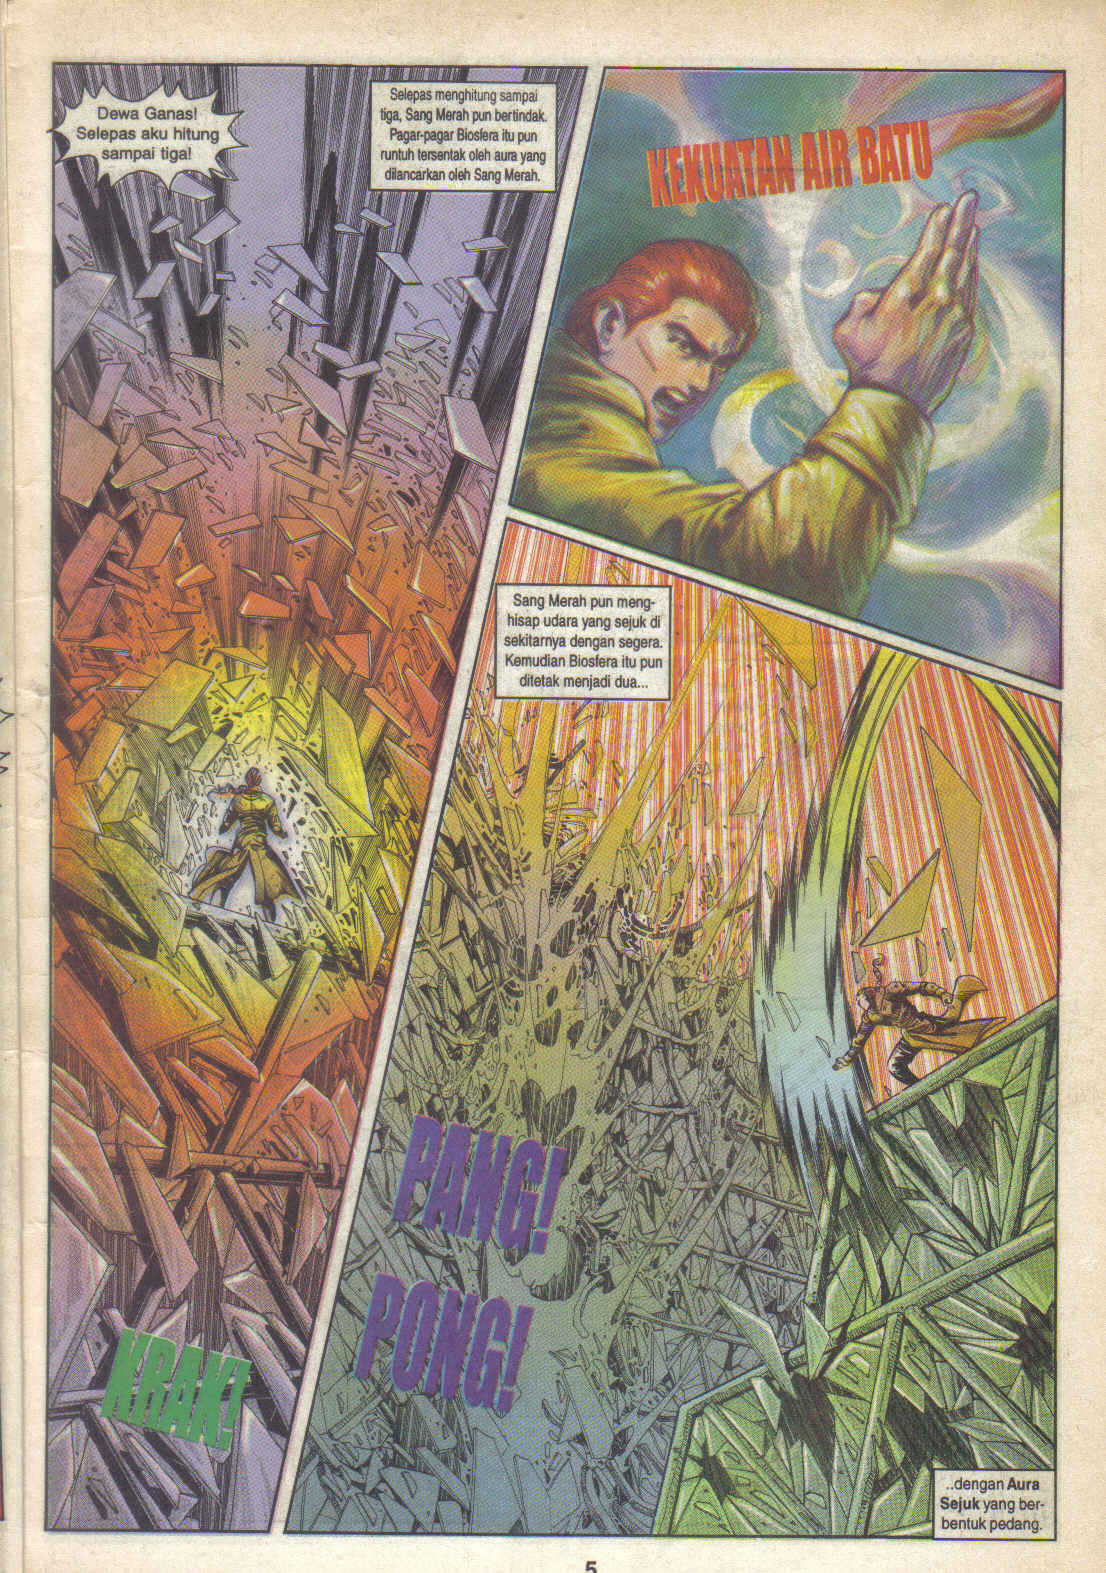 Dewa Ganas!
Selepas aku hitung
sampai tiga!
Selepas menghitung sampai
tiga, Sang Merah pun bertindak.
Pagar-pagar Biosfera itu pun
runtuh tersentak oleh aura yang
dilancarkan oleh Sang Merah.
KEKUATAN AIR BATU
Sang Merah pun meng-
hisap udara yang sejuk di
sekitarnya dengan segera.
Kemudian Biosfera itu pun
ditetak menjadi dua...
PANG!
PONG!
KRAK!
..dengan Aura
Sejuk yang ber-
bentuk pedang.
5